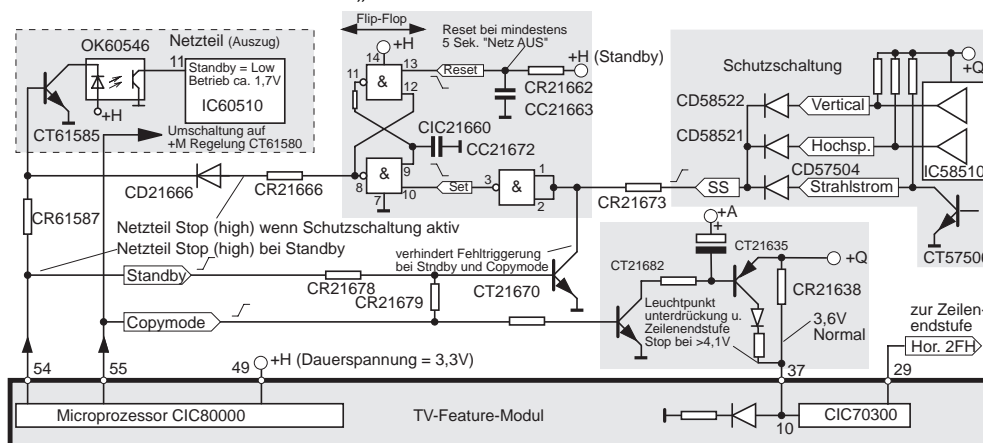 „
Flip-Flop
OK60546
Netzteil (Auszug)
11
Standby = Low
Betrieb ca. 1,7V
IC60510
+H
CT61585
Umschaltung auf
+M Regelung CT61580
+H
14
11
&
13
12
Reset
Reset bei mindestens
5 Sek. "Netz AUS"
+H (Standby)
CR21662
CC21663
CIC21660
CC21672
8
&
9
10
7
Set
3
&
1
2
CD21666
CR21666
CR21673
Schutzschaltung
+Q
CD58522
Vertical
CD58521
Hochsp.
IC58510
CD57504
SS
Strahlstrom
CT57506
CR61587
Netzteil Stop (high) wenn Schutzschaltung aktiv
Netzteil Stop (high) bei Standby
verhindert Fehltriggerung
bei Stndby und Copymode
Standby
CR21678
CR21679
CT21670
Copymode
+A
+
CT21635
CT21682
+Q
CR21638
Leuchtpunkt
unterdrückung u.
Zeilenendstufe
Stop bei >4,1V
3,6V
Normal
zur Zeilen-
endstufe
Hor. 2FH
54
55
49
+H (Dauerspannung = 3,3V)
37
29
Microprozessor CIC80000
TV-Feature-Modul
10
CIC70300